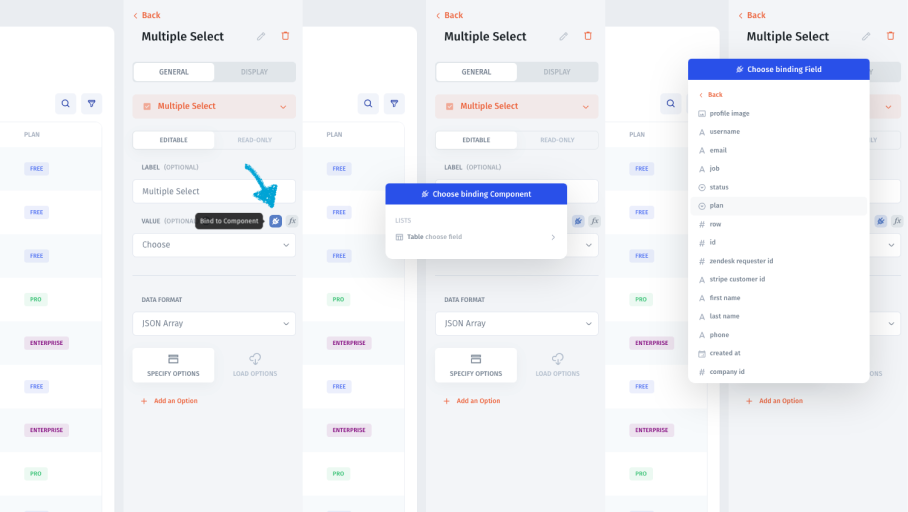 Back
Multiple Select
GENERAL
DISPLAY
Multiple Select
EDITABLE
READ-ONLY
LABEL (OPTIONAL)
Multiple Select
VALUE (OPTIONAL
Bind to Component
fx
Choose
DATA FORMAT
JSON Array
SPECIFY OPTIONS
LOAD OPTIONS
+ Add an Option
PLAN
FREE
FREE
FREE
PRO
ENTERPRISE
FREE
ENTERPRISE
PRO
Back
Multiple Select
GENERAL
DISPLAY
Multiple Select
EDITABLE
READ-ONLY
LABEL (OPTIONAL)
Choose binding Component
LISTS
Table choose field
fx
DATA FORMAT
JSON Array
SPECIFY OPTIONS
LOAD OPTIONS
+ Add an Option
PLAN
FREE
FREE
FREE
PRO
ENTERPRISE
FREE
ENTERPRISE
PRO
Back
Multiple Select
Choose binding Field
Back
profile image
username
email
job
status
plan
row
id
zendesk requester id
stripe customer id
first name
last name
phone
created at
company id
fx
+ Add an Option
PLAN
FREE
FREE
FREE
PRO
ENTERPRISE
FREE
ENTERPRISE
PRO